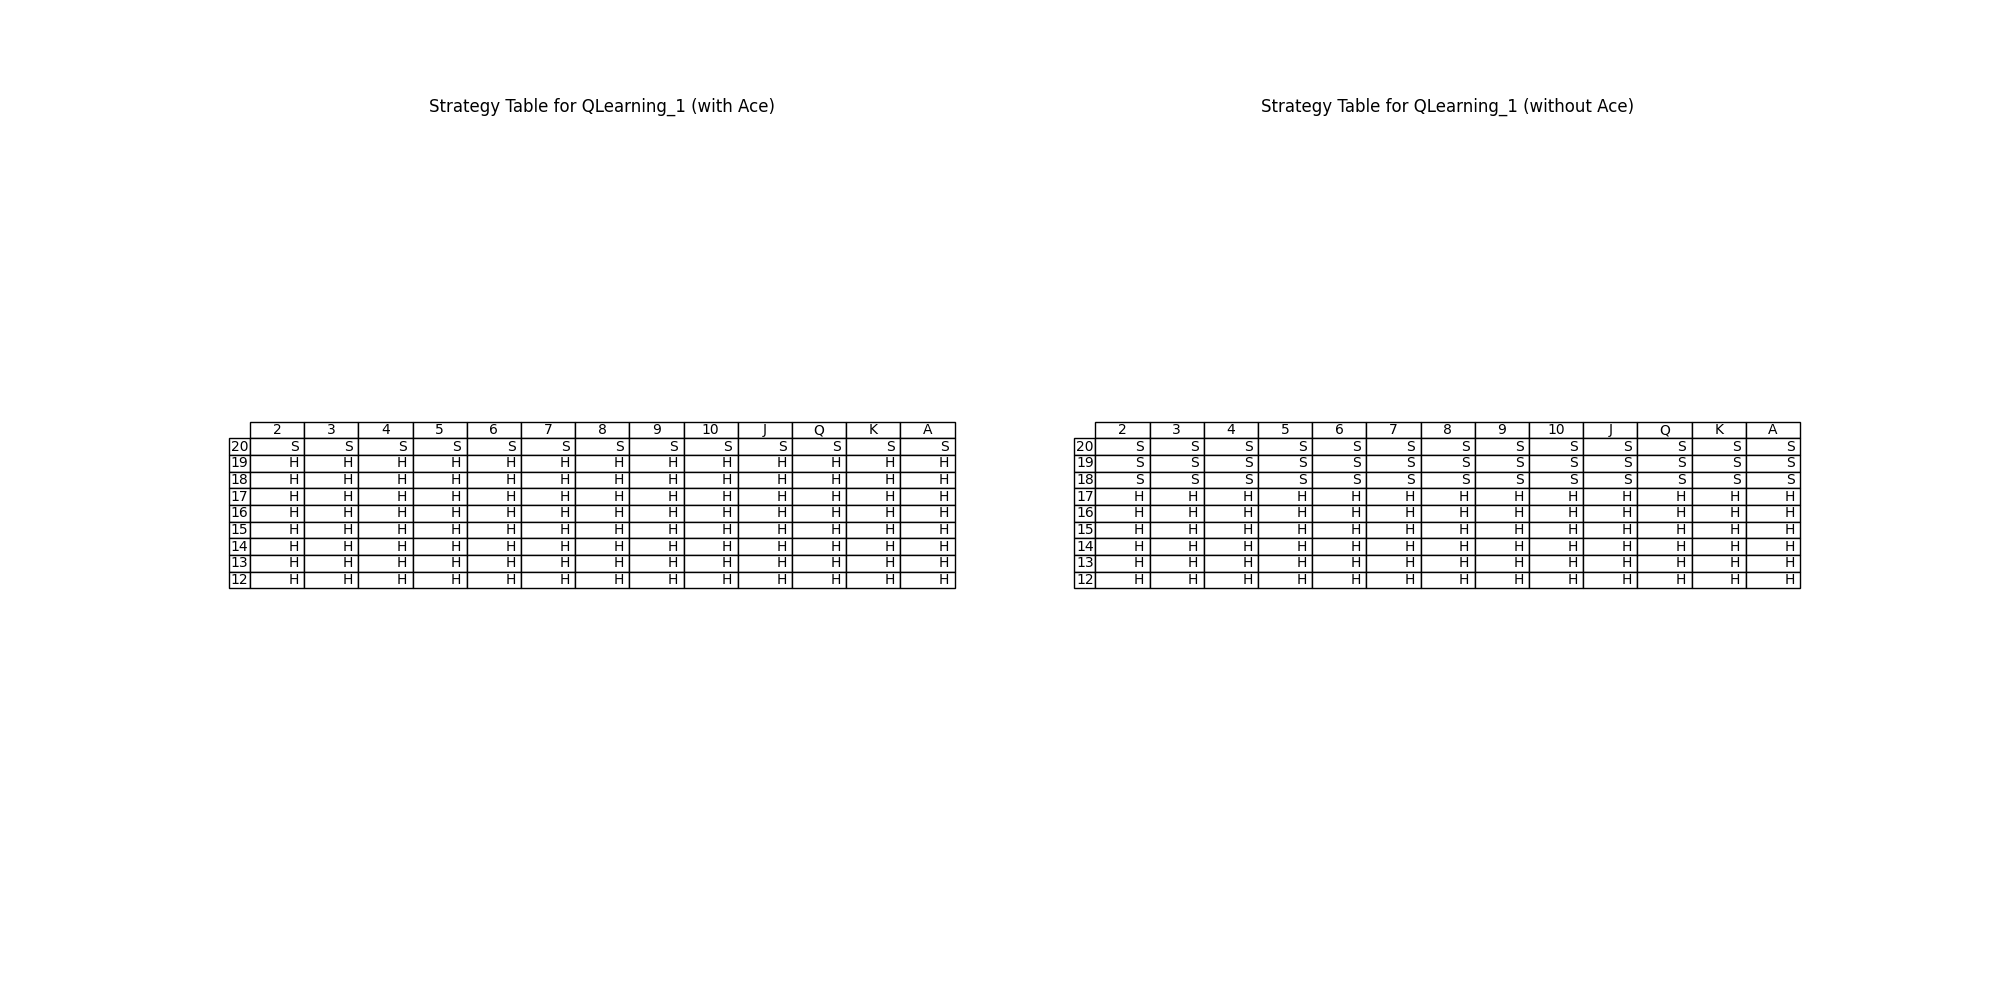 Strategy Table for QLearning_1 (with Ace)
2 3 4 5 6 7 8 9 10 J Q K A
20 S S S S S S S S S S S S S
19 H H H H H H H H H H H H H
18 H H H H H H H H H H H H H
17 H H H H H H H H H H H H H
16 H H H H H H H H H H H H H
15 H H H H H H H H H H H H H
14 H H H H H H H H H H H H H
13 H H H H H H H H H H H H H
12 H H H H H H H H H H H H H
Strategy Table for QLearning_1 (without Ace)
2 3 4 5 6 7 8 9 10 J Q K A
20 S S S S S S S S S S S S S
19 S S S S S S S S S S S S S
18 S S S S S S S S S S S S S
17 H H H H H H H H H H H H H
16 H H H H H H H H H H H H H
15 H H H H H H H H H H H H H
14 H H H H H H H H H H H H H
13 H H H H H H H H H H H H H
12 H H H H H H H H H H H H H